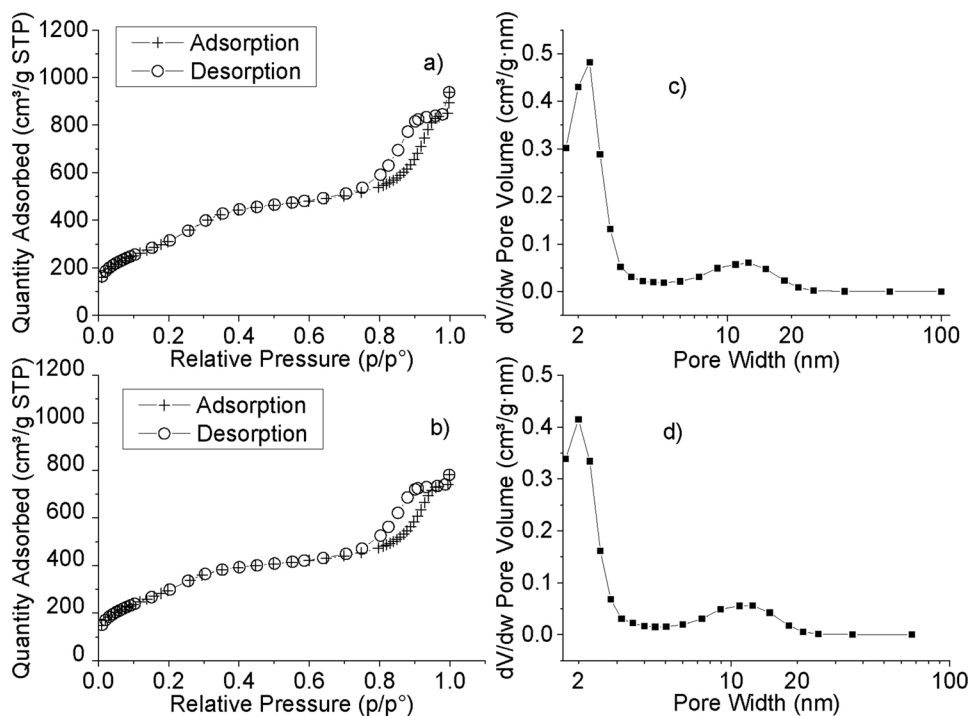 1200
1000
800
600
400
200
0
Quantity Adsorbed (cm³/g STP)
Adsorption
Desorption
a)
0.0 0.2 0.4 0.6 0.8 1.0
Relative Pressure (p/p°)
0.5
0.4
0.3
0.2
0.1
0.0
dV/dw Pore Volume (cm³/g·nm)
c)
2 10 20 100
Pore Width (nm)
1200
1000
800
600
400
200
0
Quantity Adsorbed (cm³/g STP)
Adsorption
Desorption
b)
0.0 0.2 0.4 0.6 0.8 1.0
Relative Pressure (p/p°)
0.5
0.4
0.3
0.2
0.1
0.0
dV/dw Pore Volume (cm³/g·nm)
d)
2 10 20 100
Pore Width (nm)